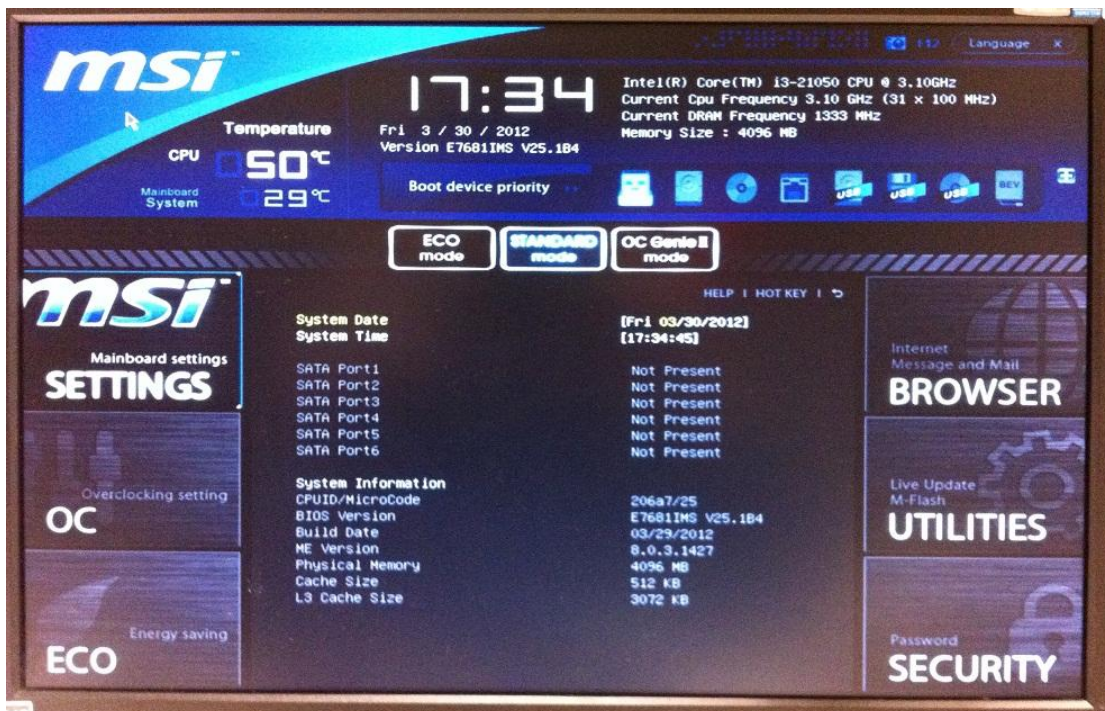 msi
F12 Language X
17:34
Intel(R) Core(TM) i3-21050 CPU @ 3.10GHz
Current Cpu Frequency 3.10 GHz (31 x 100 MHz)
Current DRAM Frequency 1333 MHz
Memory Size : 4096 MB
Temperature
CPU 50°C
Mainboard
System 29°C
Fri 3 / 30 / 2012
Version E7681IMS V25.1B4
Boot device priority
USB USB USB BEV
ECO
mode
STANDARD
mode
OC Genie II
mode
HELP | HOT KEY |
msi
Mainboard settings
SETTINGS
Overclocking setting
OC
Energy saving
ECO
System Date [Fri 03/30/2012]
System Time [17:34:45]
SATA Port1 Not Present
SATA Port2 Not Present
SATA Port3 Not Present
SATA Port4 Not Present
SATA Port5 Not Present
SATA Port6 Not Present
System Information
CPUID/MicroCode 206a7/25
BIOS Version E7681IMS V25.1B4
Build Date 03/29/2012
ME Version 8.0.3.1427
Physical Memory 4096 MB
Cache Size 512 KB
L3 Cache Size 3072 KB
Internet
Message and Mail
BROWSER
Live Update
M-Flash
UTILITIES
Password
SECURITY